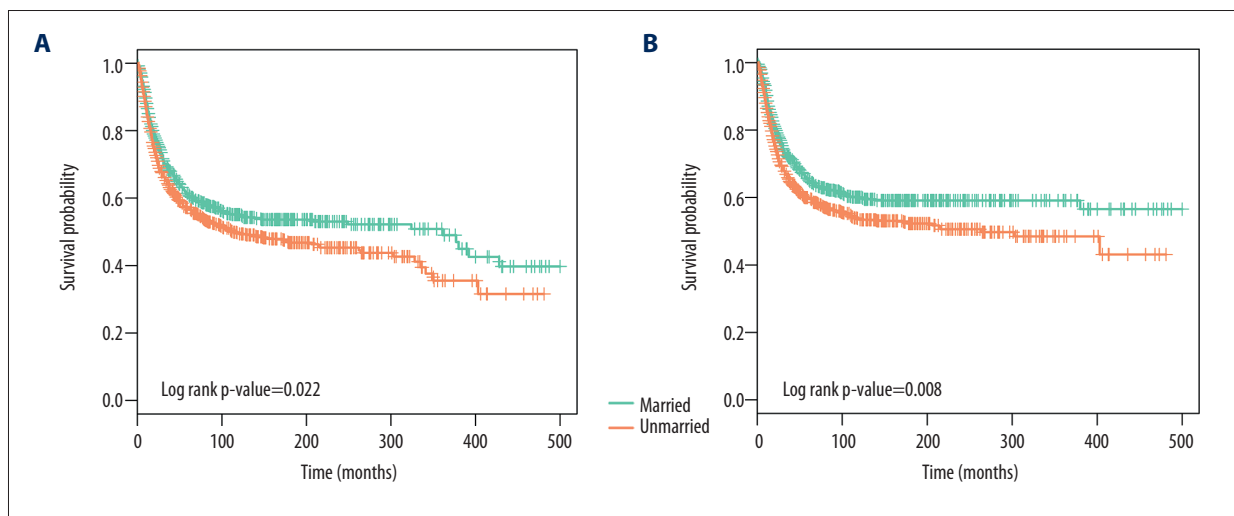 A
1.0
0.8
0.6
0.4
0.2
0.0
Survival probability
Log rank p-value=0.022
0 100 200 300 400 500
Time (months)
Married
Unmarried
B
1.0
0.8
0.6
0.4
0.2
0.0
Survival probability
Log rank p-value=0.008
0 100 200 300 400 500
Time (months)